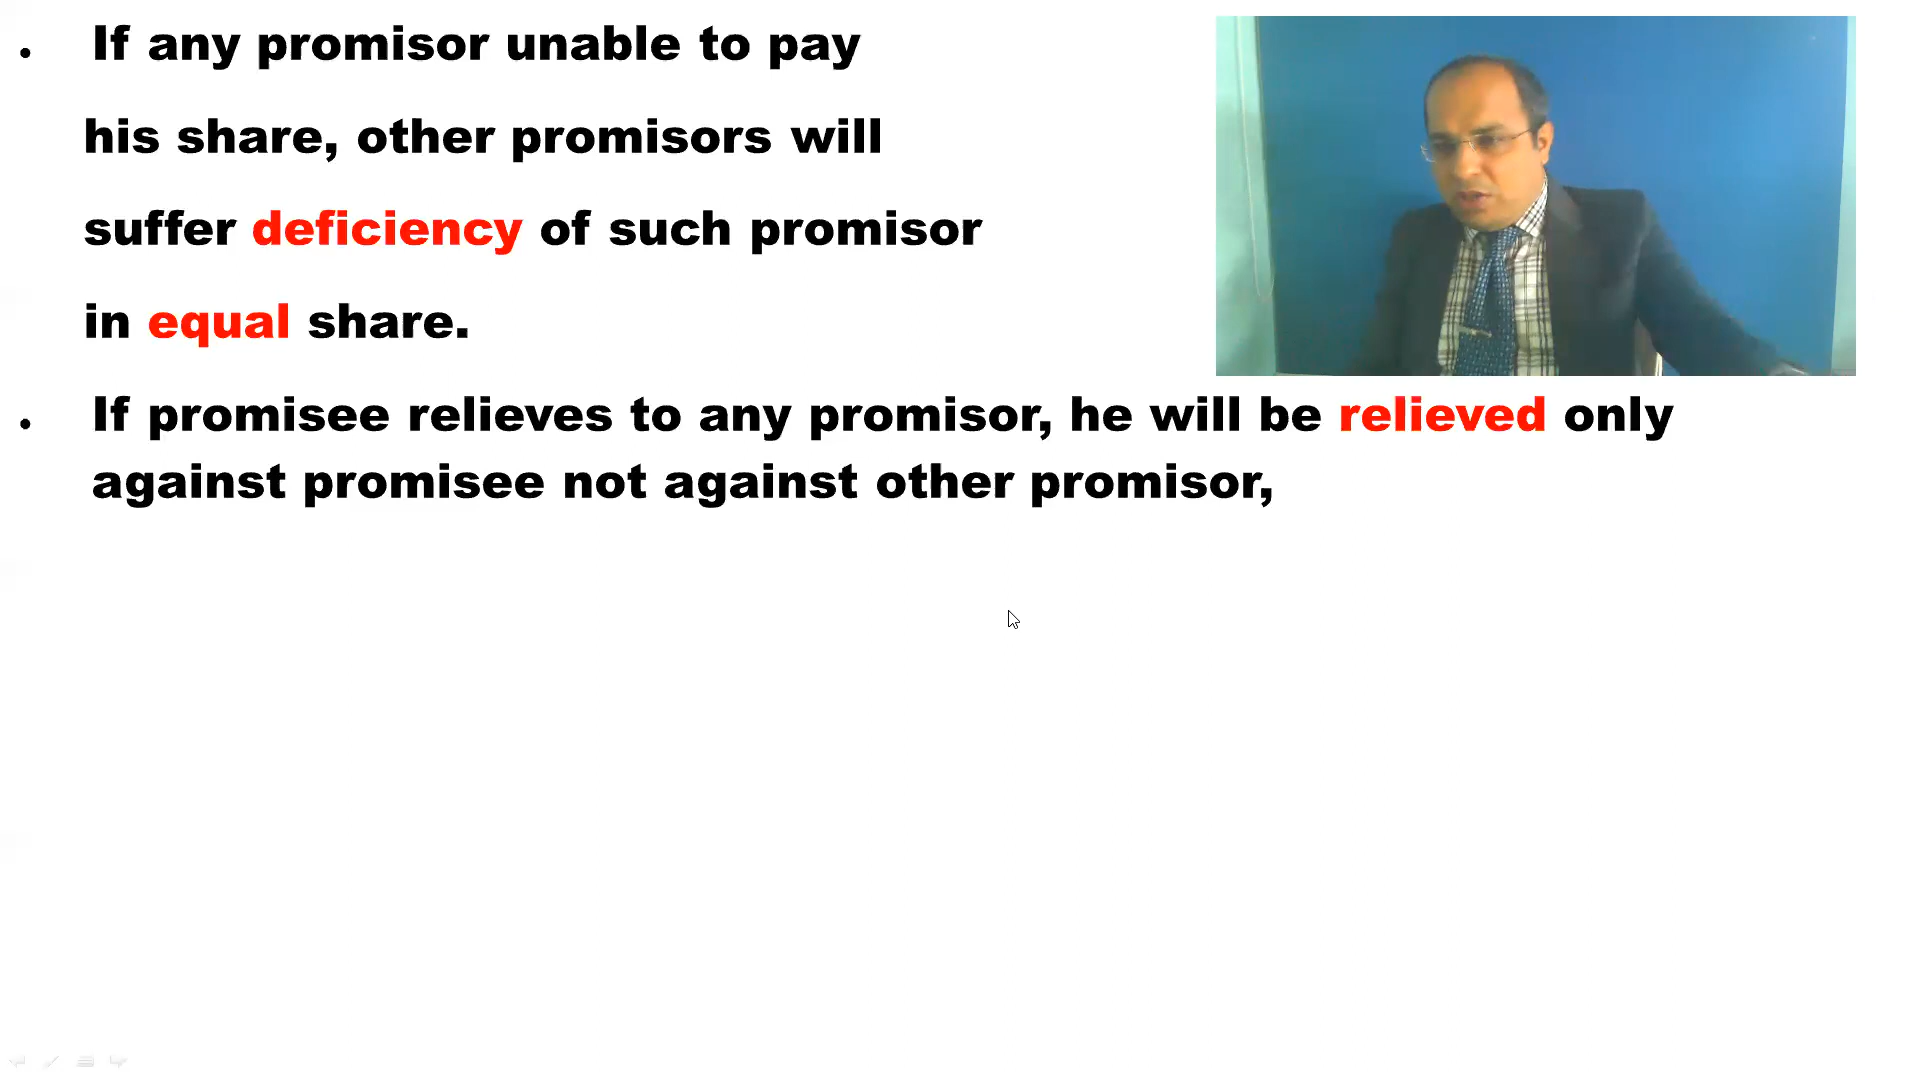 • If any promisor unable to pay
his share, other promisors will
suffer deficiency of such promisor
in equal share.
• If promisee relieves to any promisor, he will be relieved only
against promisee not against other promisor,